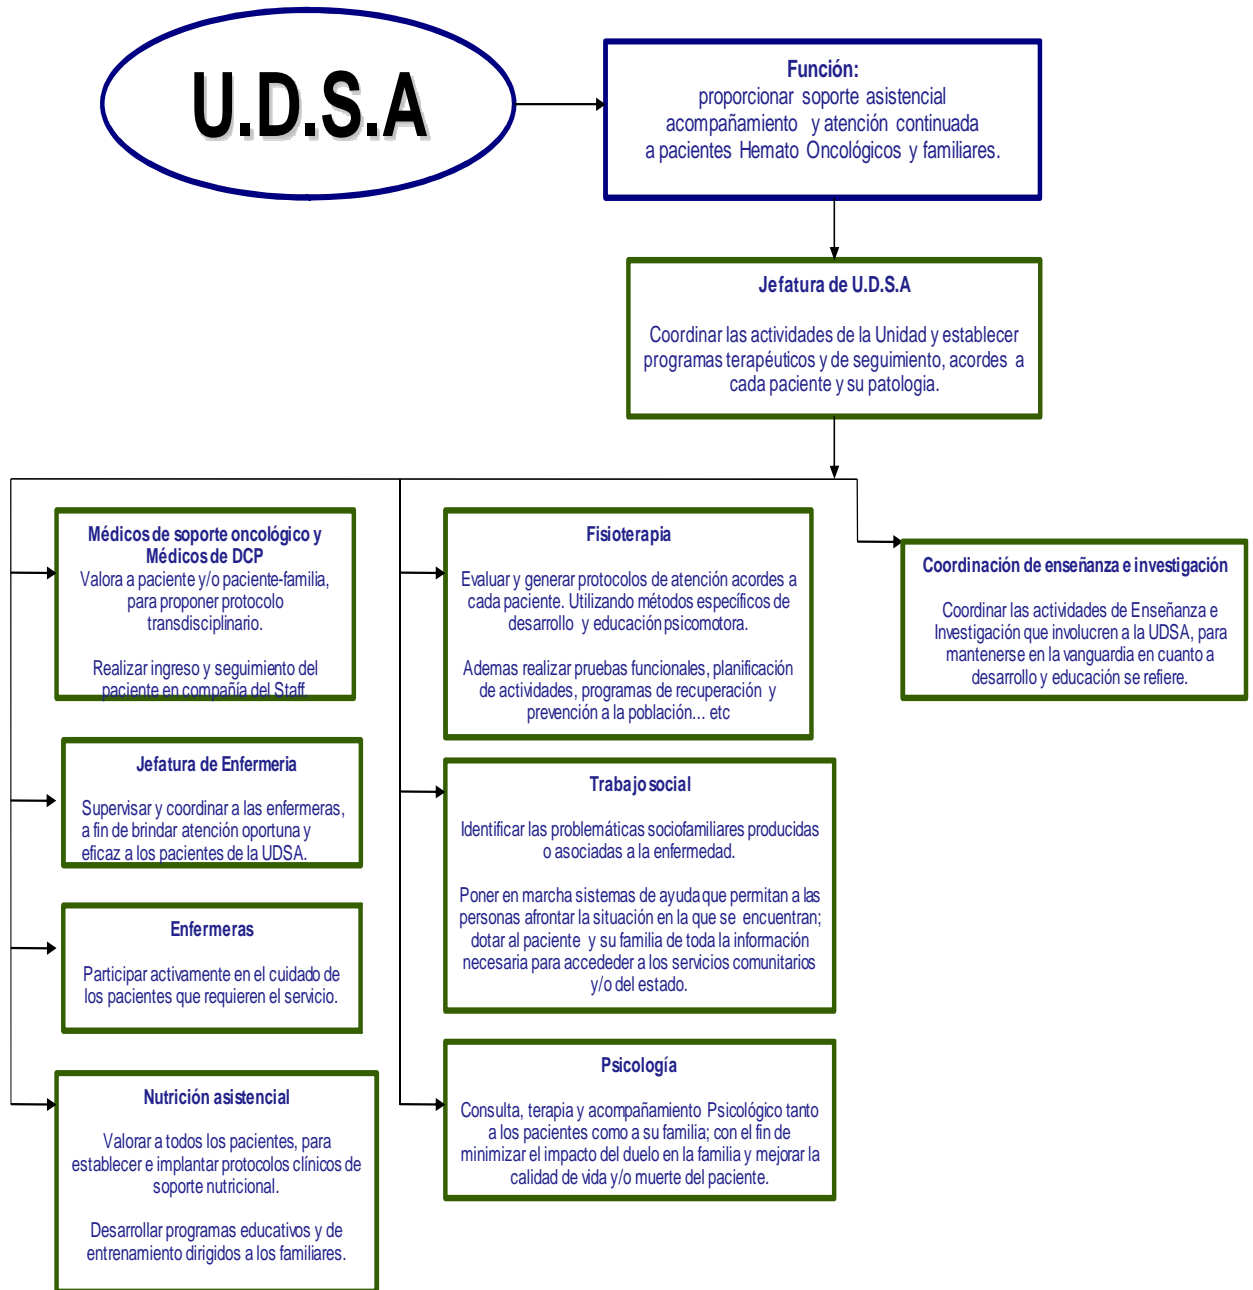 U.D.S.A
Función:
proporcionar soporte asistencial
acompañamiento y atención continuada
a pacientes Hemato Oncológicos y familiares.
Jefatura de U.D.S.A
Coordinar las actividades de la Unidad y establecer
programas terapéuticos y de seguimiento, acordes a
cada paciente y su patologia.
Médicos de soporte oncológico y
Médicos de DCP
Valora a paciente y/o paciente-familia,
para proponer protocolo
transdisciplinario.
Realizar ingreso y seguimiento del
paciente en compañía del Staff
Jefatura de Enfermeria
Supervisar y coordinar a las enfermeras,
a fin de brindar atención oportuna y
eficaz a los pacientes de la UDSA.
Enfermeras
Participar activamente en el cuidado de
los pacientes que requieren el servicio.
Nutrición asistencial
Valorar a todos los pacientes, para
establecer e implantar protocolos clínicos de
soporte nutricional.
Desarrollar programas educativos y de
entrenamiento dirigidos a los familiares.
Fisioterapia
Evaluar y generar protocolos de atención acordes a
cada paciente. Utilizando métodos específicos de
desarrollo y educación psicomotora.
Ademas realizar pruebas funcionales, planificación
de actividades, programas de recuperación y
prevención a la población... etc
Trabajo social
Identificar las problemáticas sociofamiliares producidas
o asociadas a la enfermedad.
Poner en marcha sistemas de ayuda que permitan a las
personas afrontar la situación en la que se encuentran;
dotar al paciente y su familia de toda la información
necesaria para accededer a los servicios comunitarios
y/o del estado.
Psicología
Consulta, terapia y acompañamiento Psicológico tanto
a los pacientes como a su familia; con el fin de
minimizar el impacto del duelo en la familia y mejorar la
calidad de vida y/o muerte del paciente.
Coordinación de enseñanza e investigación
Coordinar las actividades de Enseñanza e
Investigación que involucren a la UDSA, para
mantenerse en la vanguardia en cuanto a
desarrollo y educación se refiere.